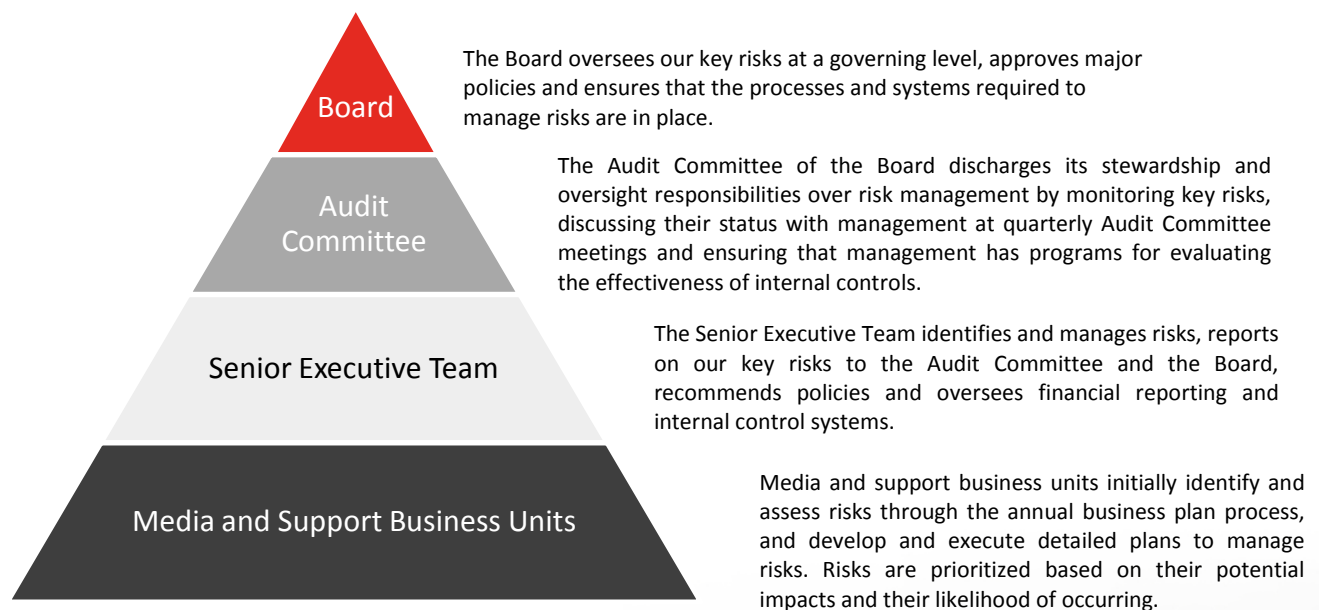 Board
The Board oversees our key risks at a governing level, approves major
policies and ensures that the processes and systems required to
manage risks are in place.
Audit
Committee
The Audit Committee of the Board discharges its stewardship and
oversight responsibilities over risk management by monitoring key risks,
discussing their status with management at quarterly Audit Committee
meetings and ensuring that management has programs for evaluating
the effectiveness of internal controls.
Senior Executive Team
The Senior Executive Team identifies and manages risks, reports
on our key risks to the Audit Committee and the Board,
recommends policies and oversees financial reporting and
internal control systems.
Media and Support Business Units
Media and support business units initially identify and
assess risks through the annual business plan process,
and develop and execute detailed plans to manage
risks. Risks are prioritized based on their potential
impacts and their likelihood of occurring.